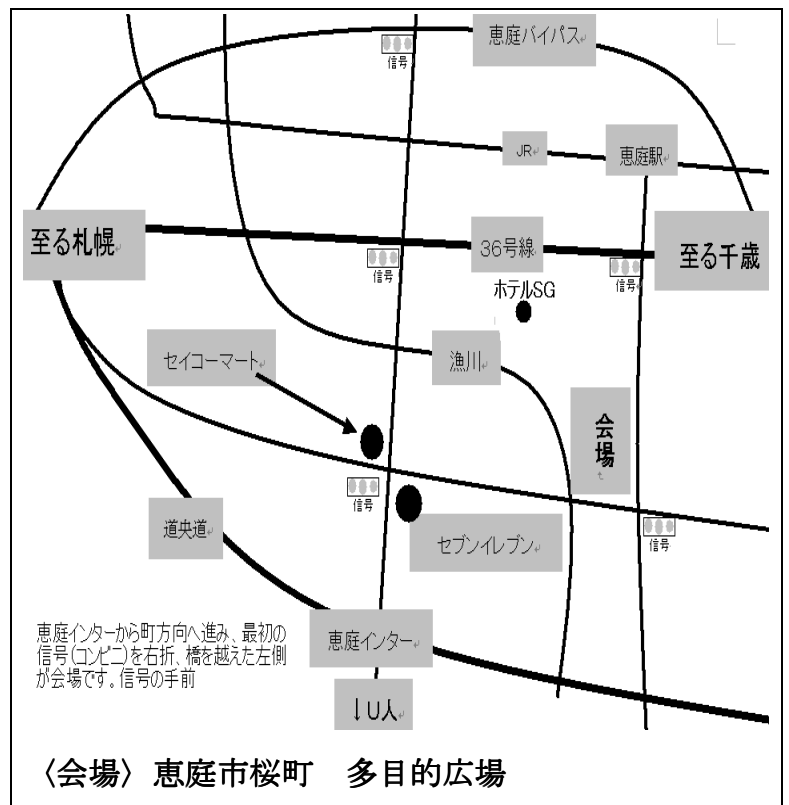 恵庭バイパス
信号
JR
恵庭駅
至る札幌
36号線
至る千歳
信号
信号
ホテルSG
セイコーマート
漁川
会場
信号
道央道
セブンイレブン
信号
恵庭インターから町方向へ進み、最初の
信号(コンビニ)を右折、橋を越えた左側
が会場です。信号の手前
恵庭インター
↓U人
〈会場〉恵庭市桜町　多目的広場